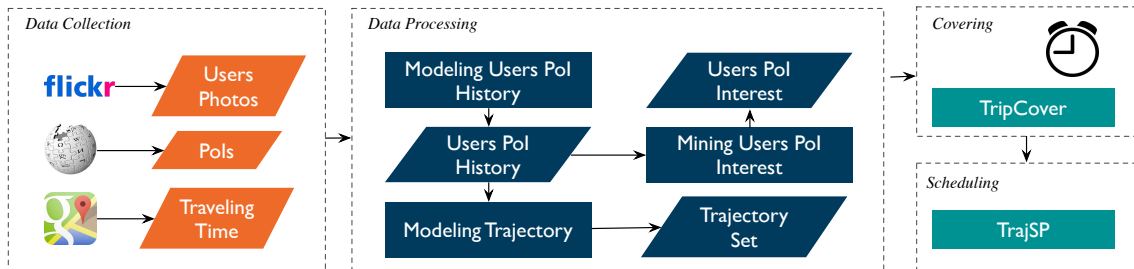 Data Collection
flickr
Users
Photos
PoIs
Traveling
Time
Data Processing
Modeling Users PoI
History
Users PoI
Interest
Users PoI
History
Mining Users PoI
Interest
Modeling Trajectory
Trajectory
Set
Covering
TripCover
Scheduling
TrajSP